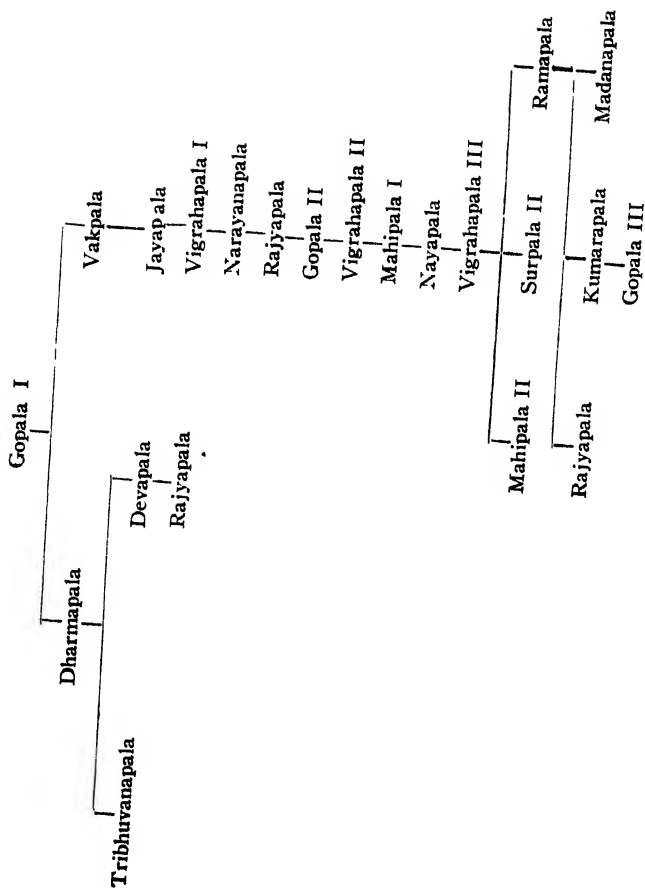 Gopala I
Dharmapala
Vakpala
Tribhuvanapala
Devapala
Jayapala
Rajyapala
Vigrahapala I
Narayanapala
Rajyapala
Gopala II
Vigrahapala II
Mahipala I
Nayapala
Vigrahapala III
Mahipala II
Surpala II
Ramapala
Rajyapala
Kumarapala
Madanapala
Gopala III